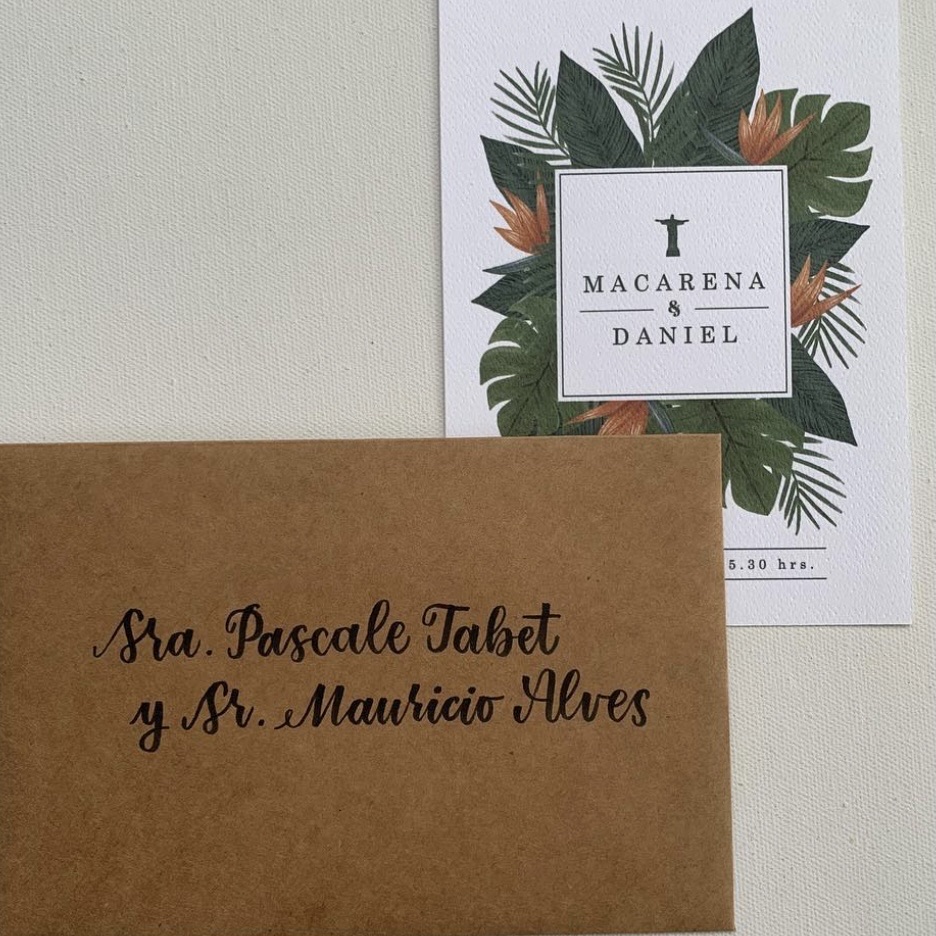 MACARENA
&
DANIEL
5.30 hrs.
Sra. Pascale Tabet
y Sr. Mauricio Alves